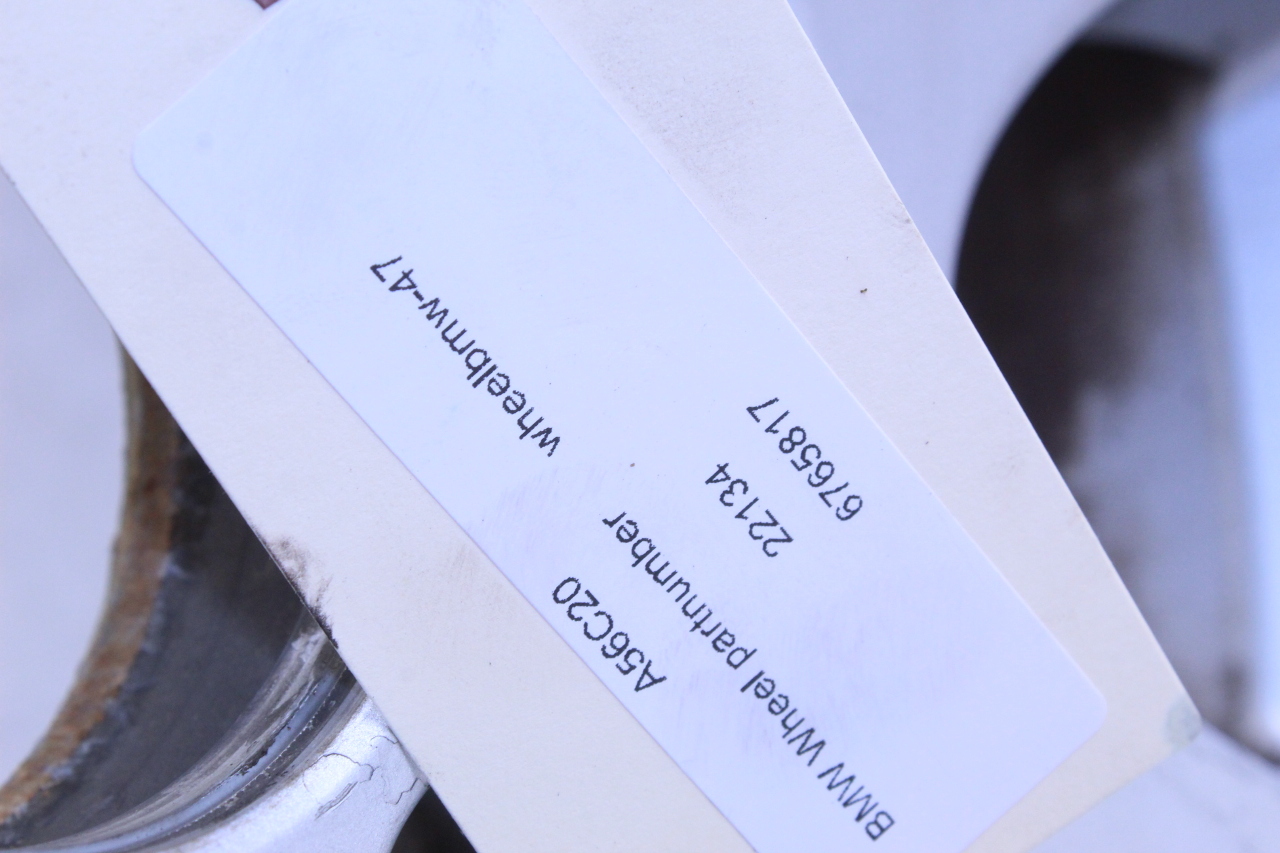 A56C20
BMW Wheel partnumber wheelbmw-47
22134
6765817